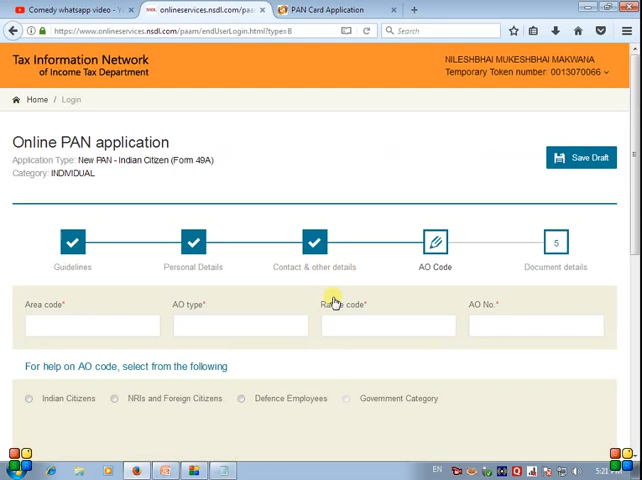 Comedy whatsapp video -
onlineservices.nsdl.com/pa
PAN Card Application
https://www.onlineservices.nsdl.com/paam/endUserLogin.html?type=B
Search
Tax Information Network
of Income Tax Department
NILESHBHAI MUKESHBHAI MAKWANA
Temporary Token number: 0013070066
Home / Login
Online PAN application
Application Type: New PAN - Indian Citizen (Form 49A)
Category: INDIVIDUAL
Save Draft
5
Guidelines
Personal Details
Contact & other details
AO Code
Document details
Area code*
AO type*
code*
AO No.*
For help on AO code, select from the following
Indian Citizens
NRIs and Foreign Citizens
Defence Employees
Government Category
EN